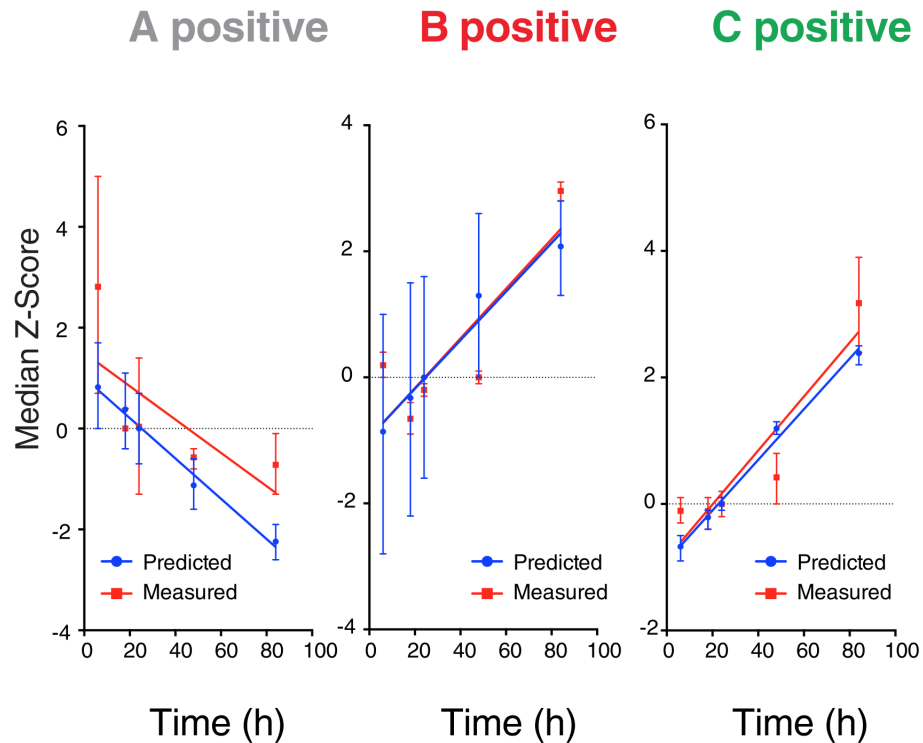 A positive
B positive
C positive
Median Z-Score
6
4
2
0
-2
-4
Predicted
Measured
0 20 40 60 80 100
Time (h)
4
2
0
-2
-4
Predicted
Measured
0 20 40 60 80 100
Time (h)
6
4
2
0
-2
Predicted
Measured
0 20 40 60 80 100
Time (h)